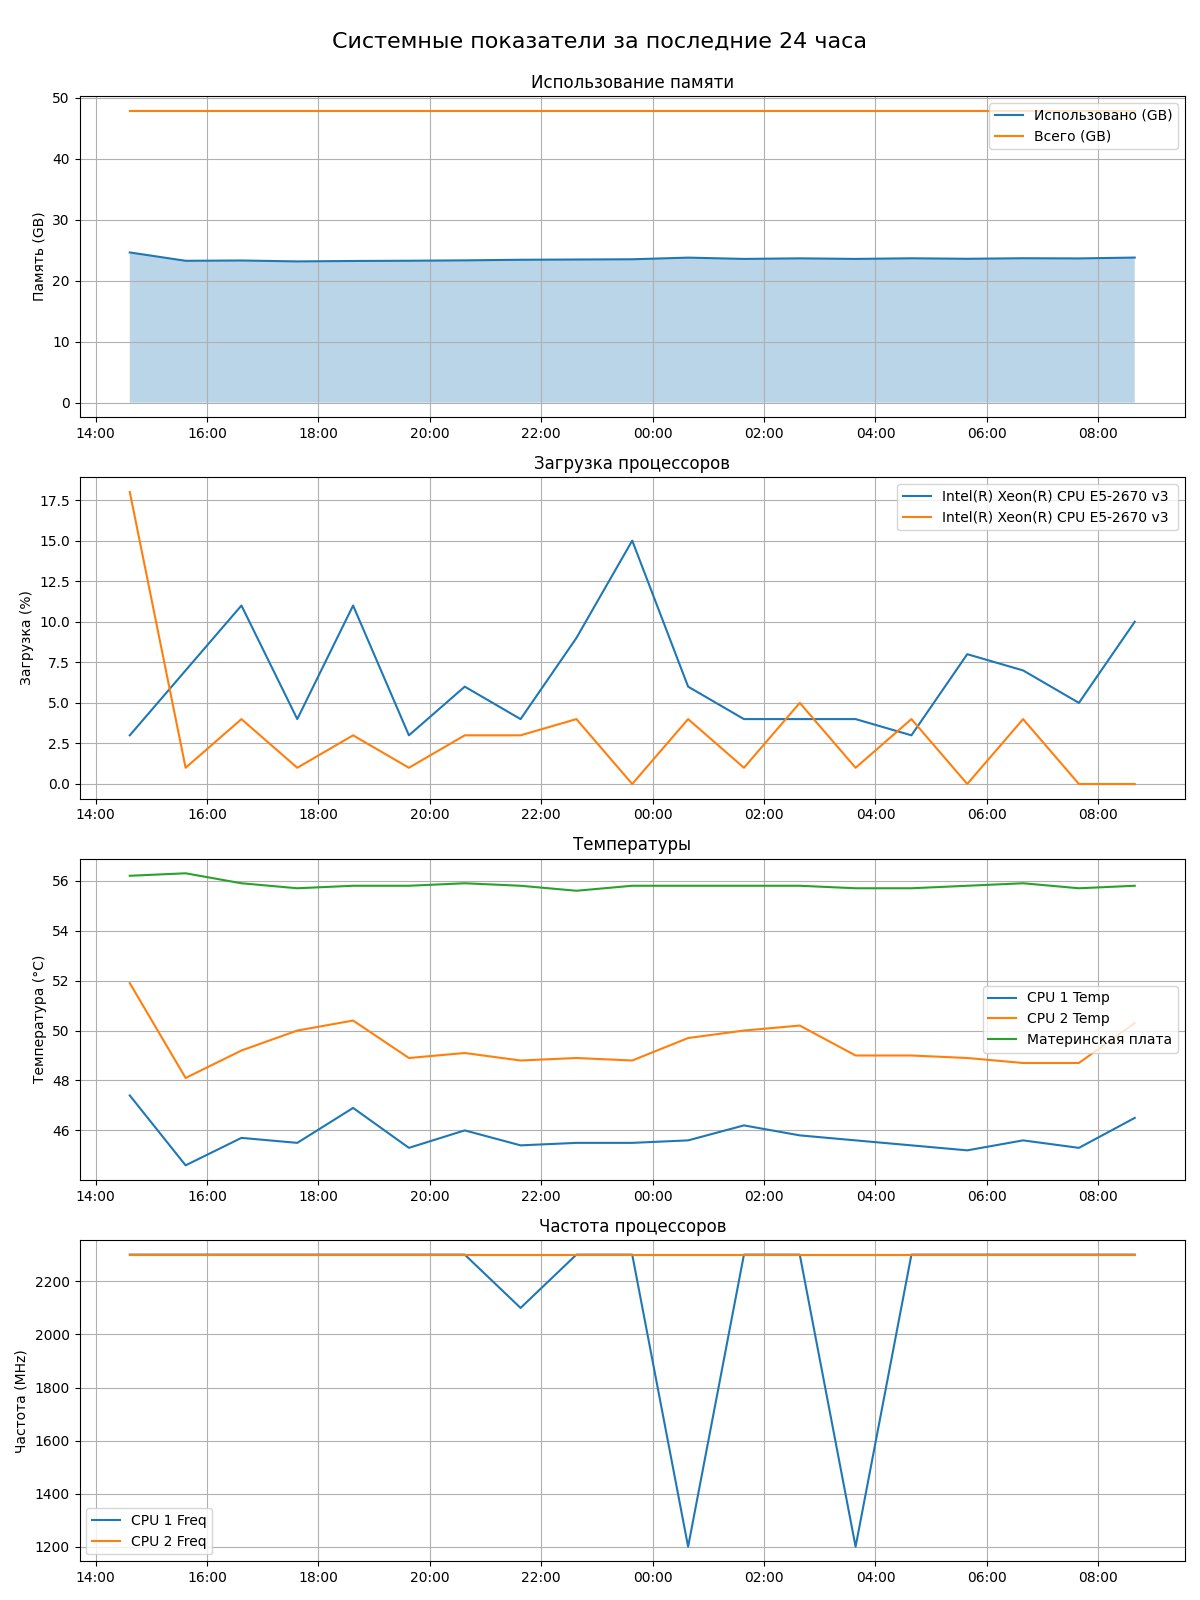 Системные показатели за последние 24 часа
Использование памяти
Память (GB)
50
40
30
20
10
0
Использовано (GB)
Всего (GB)
14:00 16:00 18:00 20:00 22:00 00:00 02:00 04:00 06:00 08:00
Загрузка процессоров
Загрузка (%)
17.5
15.0
12.5
10.0
7.5
5.0
2.5
0.0
Intel(R) Xeon(R) CPU E5-2670 v3
Intel(R) Xeon(R) CPU E5-2670 v3
14:00 16:00 18:00 20:00 22:00 00:00 02:00 04:00 06:00 08:00
Температуры
Температура (°C)
56
54
52
50
48
46
CPU 1 Temp
CPU 2 Temp
Материнская плата
14:00 16:00 18:00 20:00 22:00 00:00 02:00 04:00 06:00 08:00
Частота процессоров
Частота (MHz)
2200
2000
1800
1600
1400
1200
CPU 1 Freq
CPU 2 Freq
14:00 16:00 18:00 20:00 22:00 00:00 02:00 04:00 06:00 08:00